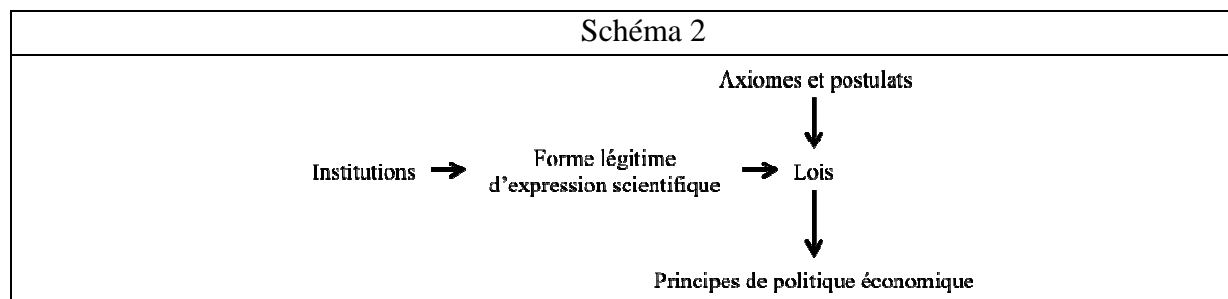 Schéma 2
Axiomes et postulats
Institutions
Forme légitime
d'expression scientifique
Lois
Principes de politique économique